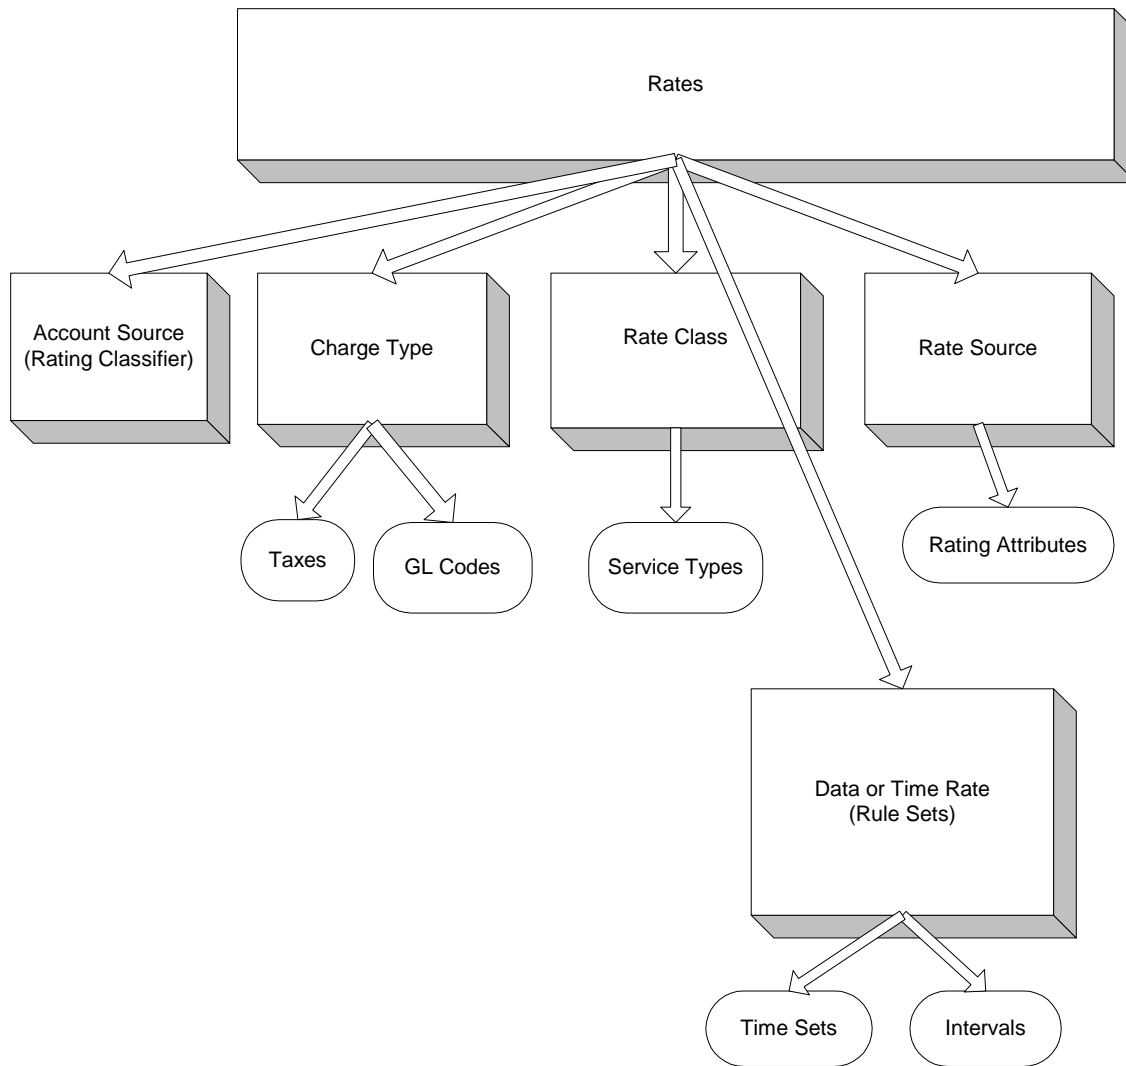 Rates
Account Source
(Rating Classifier)
Charge Type
Rate Class
Rate Source
Taxes
GL Codes
Service Types
Rating Attributes
Data or Time Rate
(Rule Sets)
Time Sets
Intervals